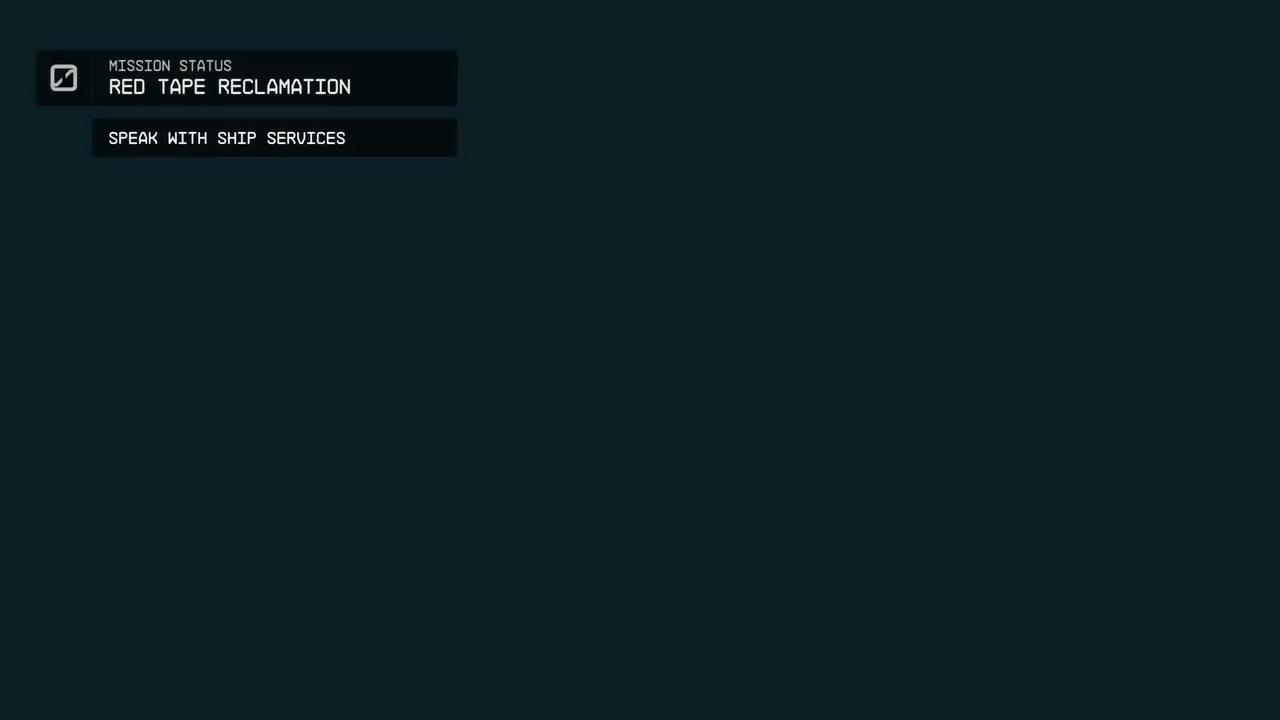 MISSION STATUS
RED TAPE RECLAMATION
SPEAK WITH SHIP SERVICES